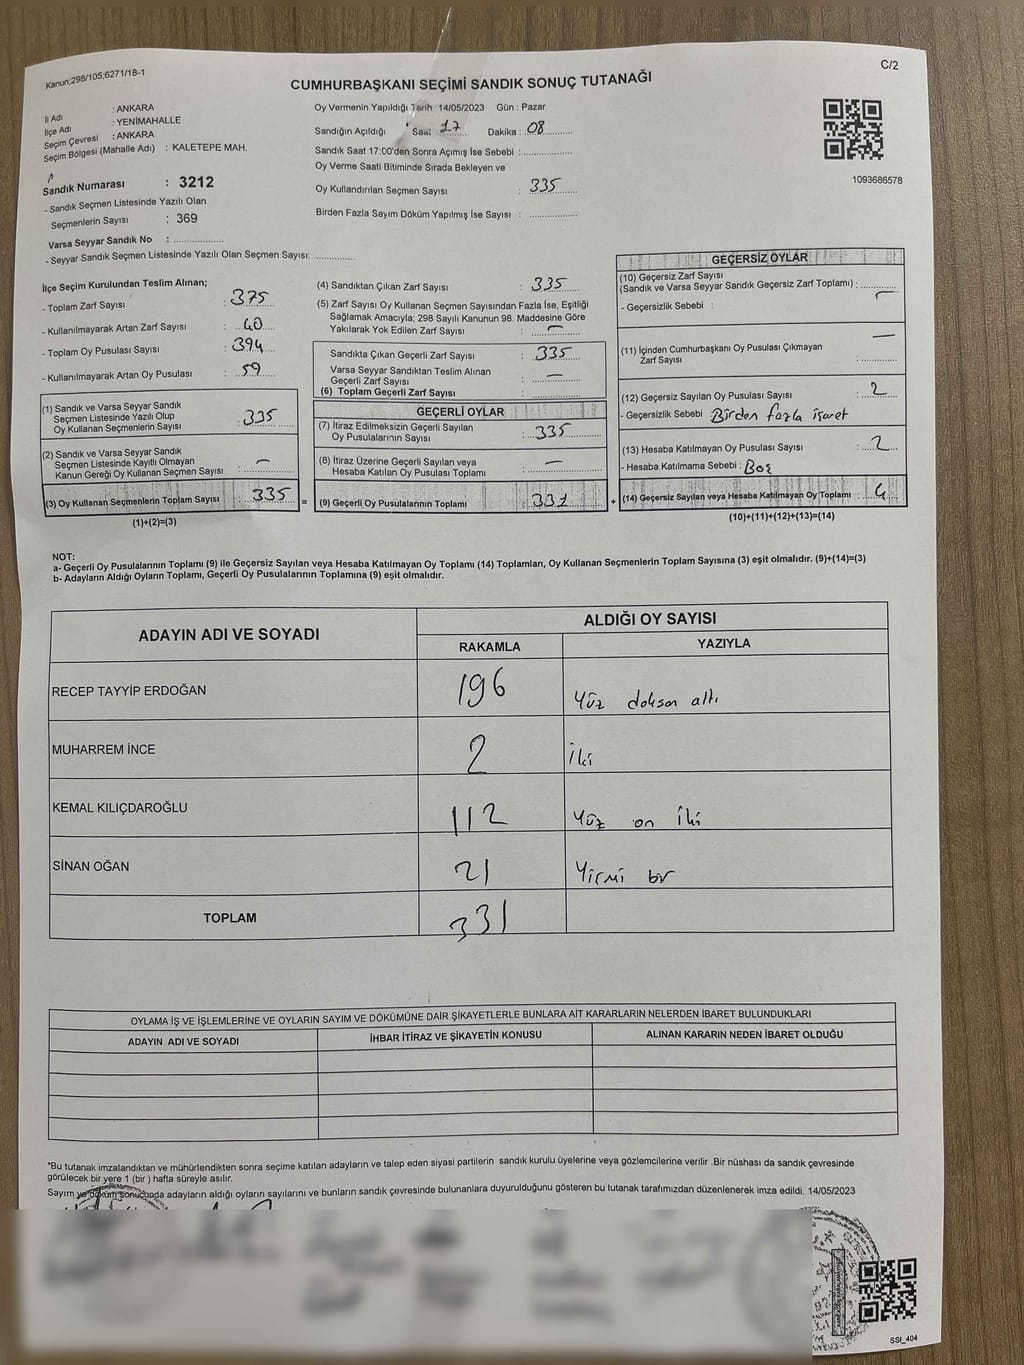 Kanun:298/105;6271/18-1
C/2
CUMHURBAŞKANI SEÇİMİ SANDIK SONUÇ TUTANAĞI
İl Adı : ANKARA
İlçe Adı : YENİMAHALLE
Seçim Çevresi : ANKARA
Seçim Bölgesi (Mahalle Adı) : KALETEPE MAH.
Sandık Numarası : 3212
- Sandık Seçmen Listesinde Yazılı Olan
Seçmenlerin Sayısı : 369
Varsa Seyyar Sandık No : ..................
- Seyyar Sandık Seçmen Listesinde Yazılı Olan Seçmen Sayısı: .............
Oy Vermenin Yapıldığı Tarih : 14/05/2023 Gün : Pazar
Sandığın Açıldığı Saat 17 Dakika : 08
Sandık Saat 17:00'den Sonra Açımış İse Sebebi : ..................
Oy Verme Saati Bitiminde Sırada Bekleyen ve
Oy Kullandırılan Seçmen Sayısı : 335
Birden Fazla Sayım Döküm Yapılmış İse Sayısı : ..................
1093686578
İlçe Seçim Kurulundan Teslim Alınan;
- Toplam Zarf Sayısı : 375
- Kullanılmayarak Artan Zarf Sayısı : 40
- Toplam Oy Pusulası Sayısı : 394
- Kullanılmayarak Artan Oy Pusulası : 59
(1) Sandık ve Varsa Seyyar Sandık
Seçmen Listesinde Yazılı Olup
Oy Kullanan Seçmenlerin Sayısı : 335
(2) Sandık ve Varsa Seyyar Sandık
Seçmen Listesinde Kayıtlı Olmayan
Kanun Gereği Oy Kullanan Seçmen Sayısı : –
(3) Oy Kullanan Seçmenlerin Toplam Sayısı : 335 =
(1)+(2)=(3)
(4) Sandıktan Çıkan Zarf Sayısı : 335
(5) Zarf Sayısı Oy Kullanan Seçmen Sayısından Fazla İse, Eşitliği
Sağlamak Amacıyla; 298 Sayılı Kanunun 98. Maddesine Göre
Yakılarak Yok Edilen Zarf Sayısı : –
Sandıkta Çıkan Geçerli Zarf Sayısı : 335
Varsa Seyyar Sandıktan Teslim Alınan
Geçerli Zarf Sayısı : –
(6) Toplam Geçerli Zarf Sayısı : ..................
GEÇERLİ OYLAR
(7) İtiraz Edilmeksizin Geçerli Sayılan
Oy Pusulalarının Sayısı : 335
(8) İtiraz Üzerine Geçerli Sayılan veya
Hesaba Katılan Oy Pusulası Toplamı : –
(9) Geçerli Oy Pusulalarının Toplamı : 331 +
GEÇERSİZ OYLAR
(10) Geçersiz Zarf Sayısı
(Sandık ve Varsa Seyyar Sandık Geçersiz Zarf Toplamı) : –
- Geçersizlik Sebebi :
(11) İçinden Cumhurbaşkanı Oy Pusulası Çıkmayan
Zarf Sayısı : –
(12) Geçersiz Sayılan Oy Pusulası Sayısı : 2
- Geçersizlik Sebebi Birden fazla işaret
(13) Hesaba Katılmayan Oy Pusulası Sayısı : 2
- Hesaba Katılmama Sebebi : Boş
(14) Geçersiz Sayılan veya Hesaba Katılmayan Oy Toplamı : 4
(10)+(11)+(12)+(13)=(14)
NOT:
a- Geçerli Oy Pusulalarının Toplamı (9) ile Geçersiz Sayılan veya Hesaba Katılmayan Oy Toplamı (14) Toplamları, Oy Kullanan Seçmenlerin Toplam Sayısına (3) eşit olmalıdır. (9)+(14)=(3)
b- Adayların Aldığı Oyların Toplamı, Geçerli Oy Pusulalarının Toplamına (9) eşit olmalıdır.
ADAYIN ADI VE SOYADI
ALDIĞI OY SAYISI
RAKAMLA YAZIYLA
RECEP TAYYİP ERDOĞAN 196 Yüz doksan altı
MUHARREM İNCE 2 İki
KEMAL KILIÇDAROĞLU 112 Yüz on iki
SİNAN OĞAN 21 Yirmi bir
TOPLAM 331
OYLAMA İŞ VE İŞLEMLERİNE VE OYLARIN SAYIM VE DÖKÜMÜNE DAİR ŞİKAYETLERLE BUNLARA AİT KARARLARIN NELERDEN İBARET BULUNDUKLARI
ADAYIN ADI VE SOYADI İHBAR İTİRAZ VE ŞİKAYETİN KONUSU ALINAN KARARIN NEDEN İBARET OLDUĞU
*Bu tutanak imzalandıktan ve mühürlendikten sonra seçime katılan adayların ve talep eden siyasi partilerin sandık kurulu üyelerine veya gözlemcilerine verilir .Bir nüshası da sandık çevresinde
görülecek bir yere 1 (bir ) hafta süreyle asılır.
Sayım ve döküm sonucunda adayların aldığı oyların sayılarını ve bunların sandık çevresinde bulunanlara duyurulduğunu gösteren bu tutanak tarafımızdan düzenlenerek imza edildi. 14/05/2023
SSI_404